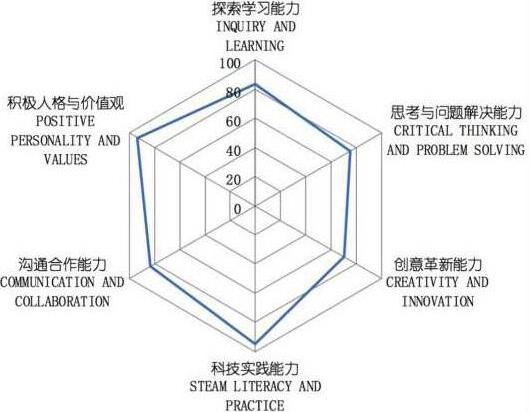 探索学习能力
INQUIRY AND
LEARNING
100
80
60
40
20
0
积极人格与价值观
POSITIVE
PERSONALITY AND
VALUES
思考与问题解决能力
CRITICAL THINKING
AND PROBLEM SOLVING
沟通合作能力
COMMUNICATION AND
COLLABORATION
创意革新能力
CREATIVITY AND
INNOVATION
科技实践能力
STEAM LITERACY AND
PRACTICE